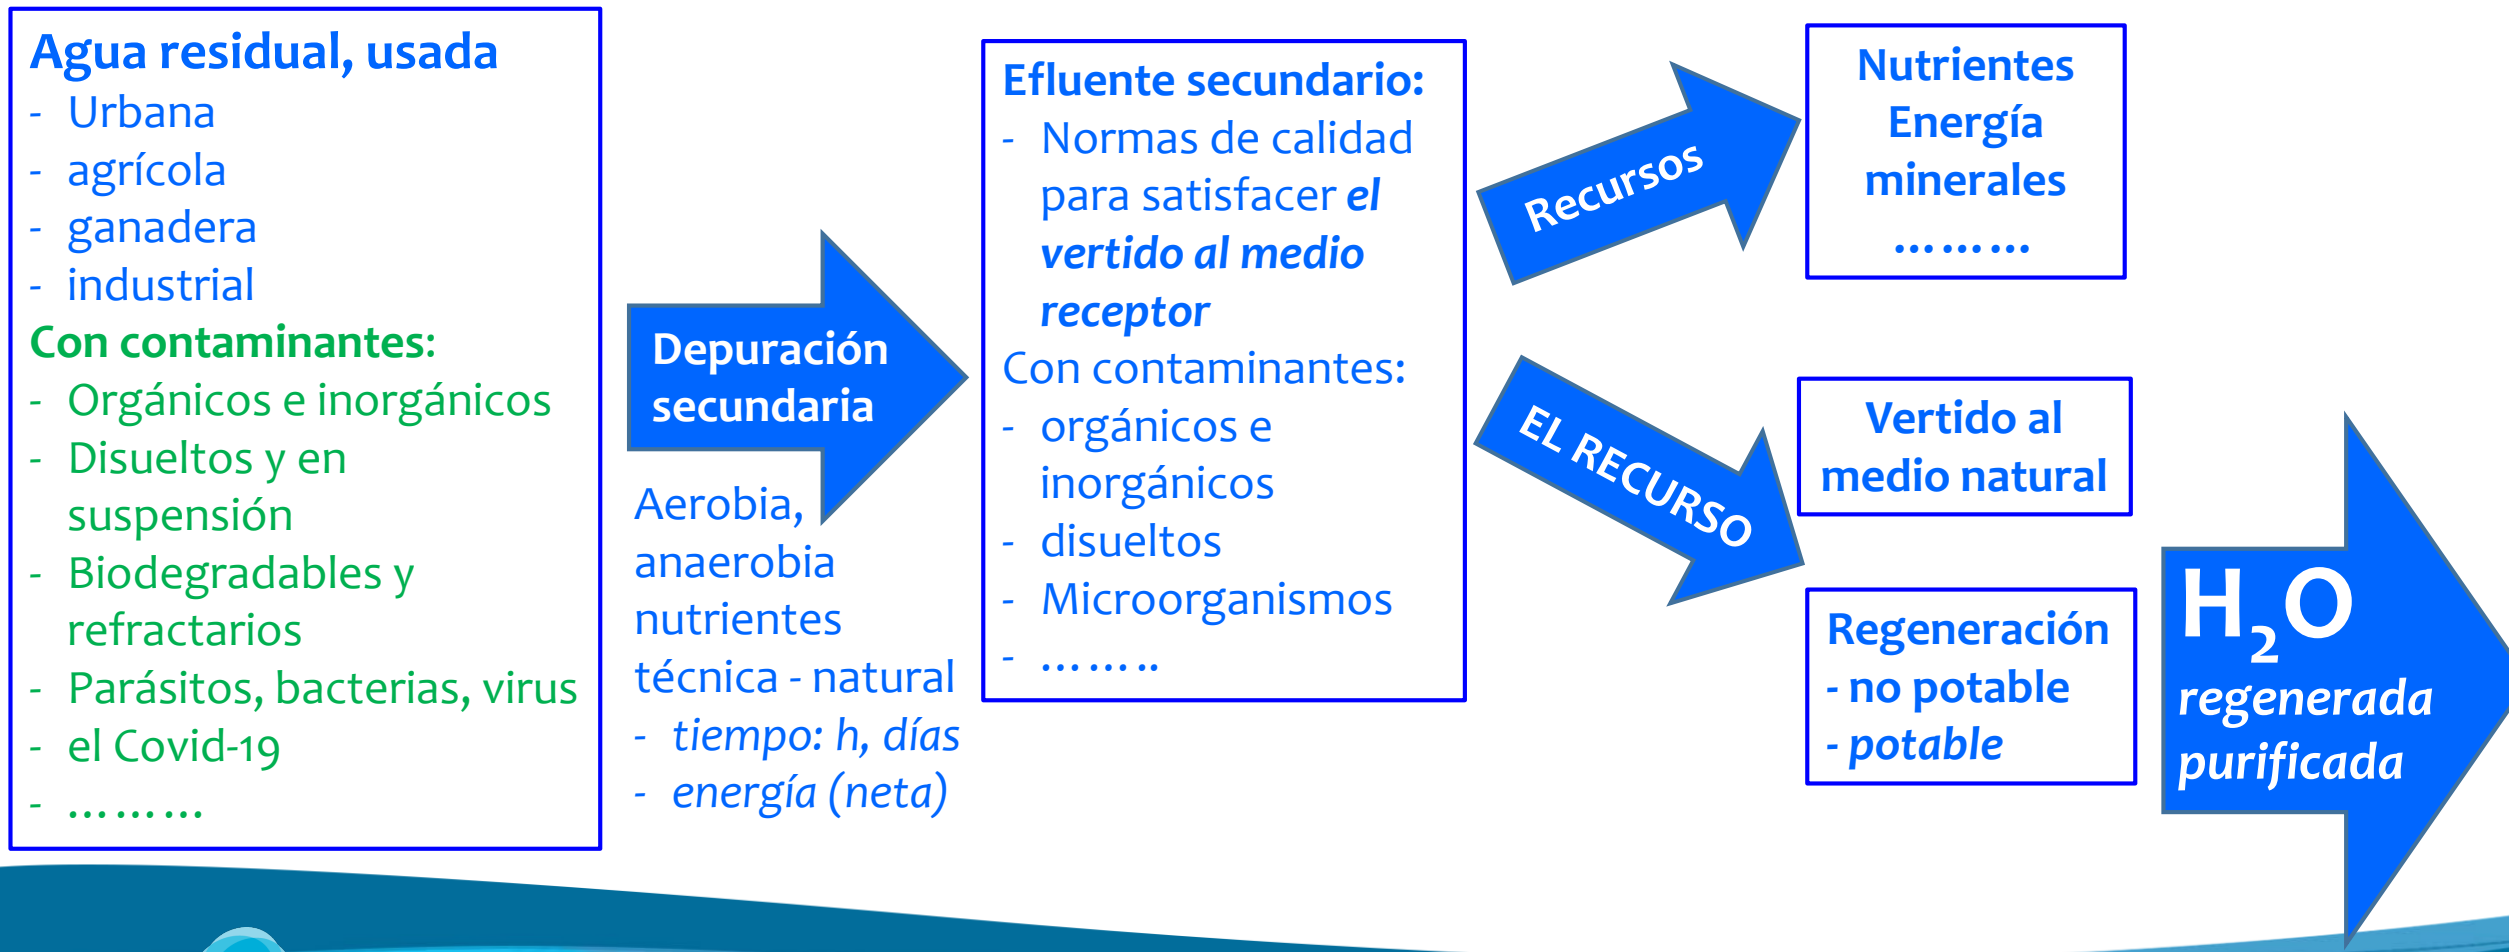 Agua residual, usada
- Urbana
- agrícola
- ganadera
- industrial
Con contaminantes:
- Orgánicos e inorgánicos
- Disueltos y en
suspensión
- Biodegradables y
refractarios
- Parásitos, bacterias, virus
- el Covid-19
- ………
Depuración
secundaria
Aerobia,
anaerobia
nutrientes
técnica - natural
- tiempo: h, días
- energía (neta)
Efluente secundario:
- Normas de calidad
para satisfacer el
vertido al medio
receptor
Con contaminantes:
- orgánicos e
inorgánicos
- disueltos
- Microorganismos
- ……..
Recursos
Nutrientes
Energía
minerales
………
EL RECURSO
Vertido al
medio natural
Regeneración
- no potable
- potable
H₂O
regenerada
purificada